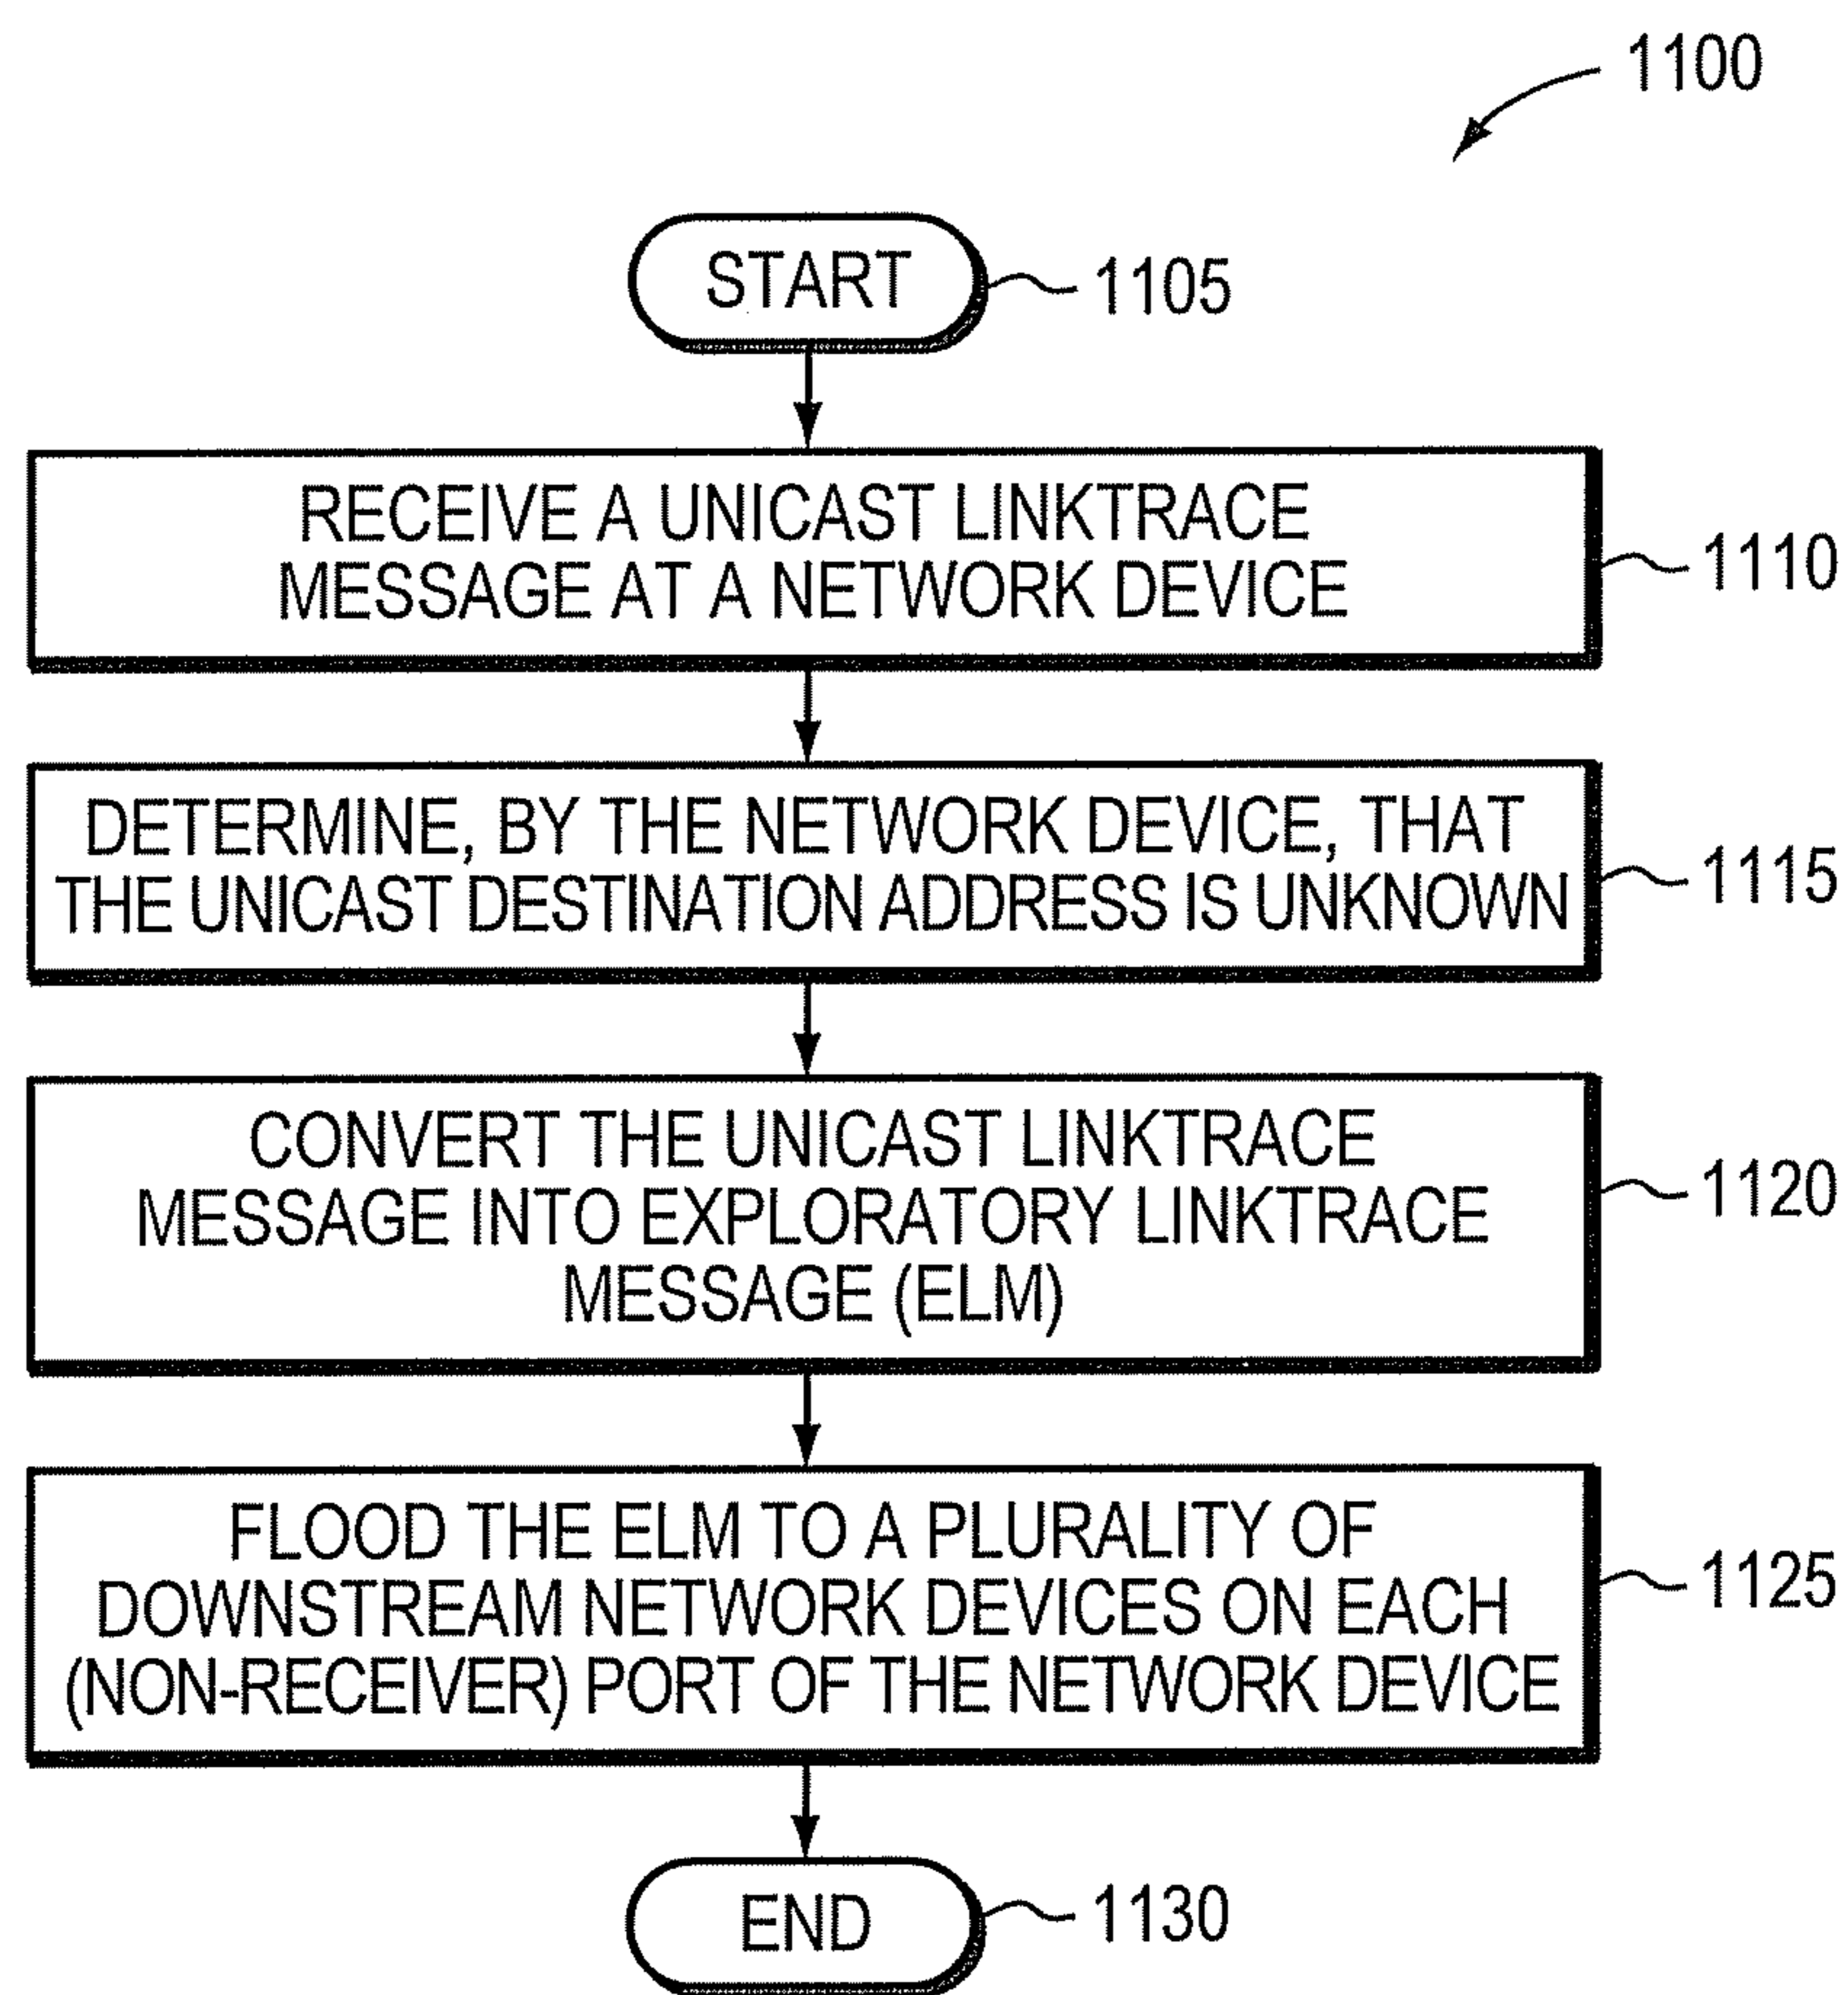 1100
START
1105
RECEIVE A UNICAST LINKTRACE
MESSAGE AT A NETWORK DEVICE
1110
DETERMINE, BY THE NETWORK DEVICE, THAT
THE UNICAST DESTINATION ADDRESS IS UNKNOWN
1115
CONVERT THE UNICAST LINKTRACE
MESSAGE INTO EXPLORATORY LINKTRACE
MESSAGE (ELM)
1120
FLOOD THE ELM TO A PLURALITY OF
DOWNSTREAM NETWORK DEVICES ON EACH
(NON-RECEIVER) PORT OF THE NETWORK DEVICE
1125
END
1130